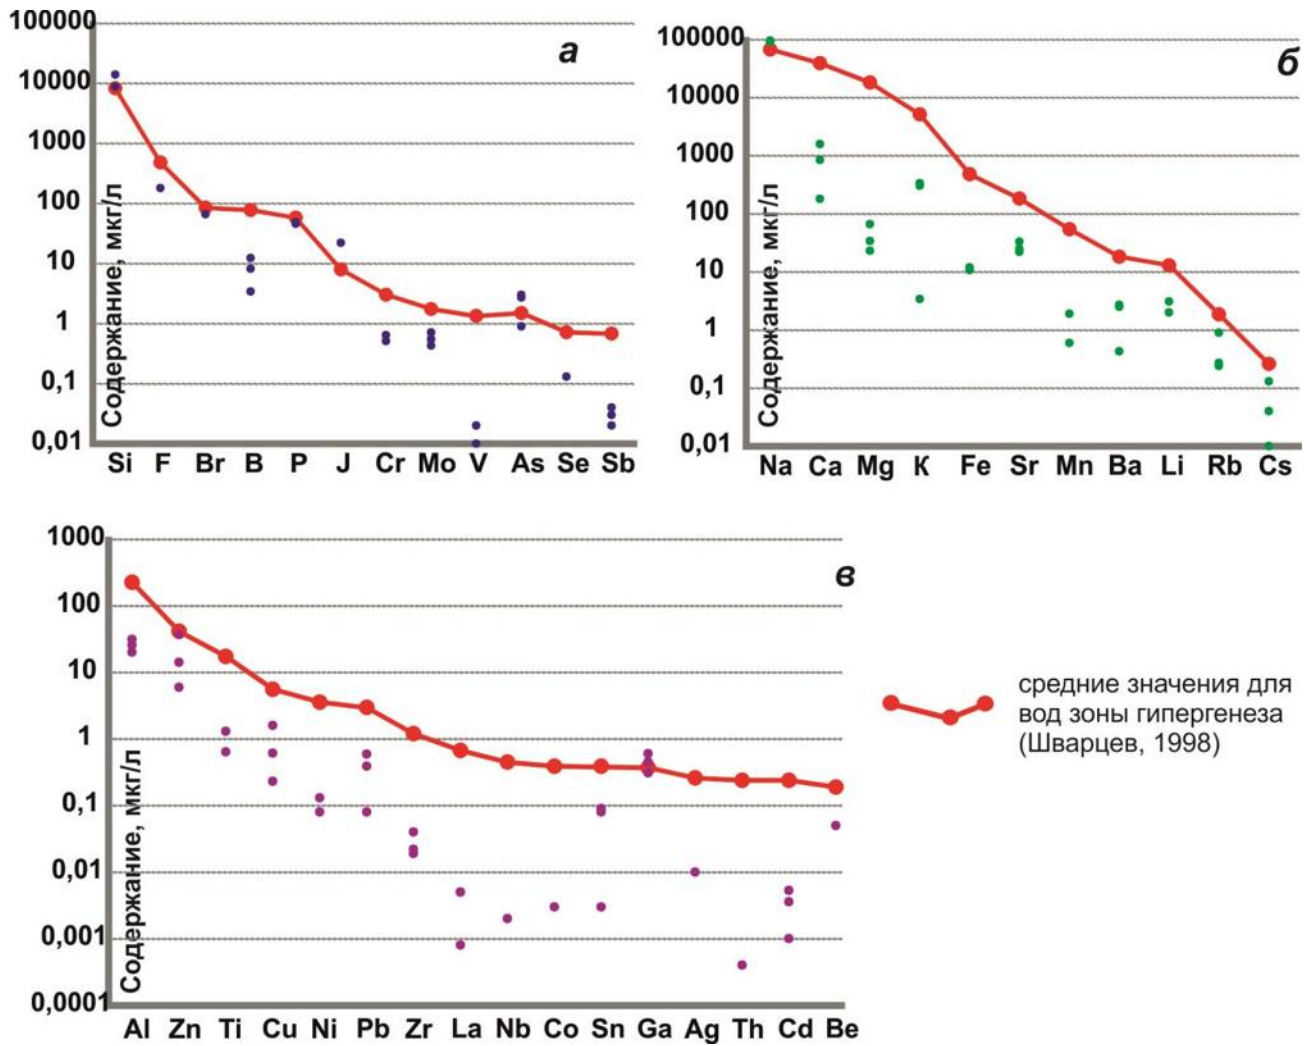 а
100000
10000
1000
100
10
1
0,1
0,01
Содержание, мкг/л
Si F Br B P J Cr Mo V As Se Sb
б
100000
10000
1000
100
10
1
0,1
0,01
Содержание, мкг/л
Na Ca Mg К Fe Sr Mn Ba Li Rb Cs
в
1000
100
10
1
0,1
0,01
0,001
0,0001
Содержание, мкг/л
Al Zn Ti Cu Ni Pb Zr La Nb Co Sn Ga Ag Th Cd Be
средние значения для
вод зоны гипергенеза
(Шварцев, 1998)